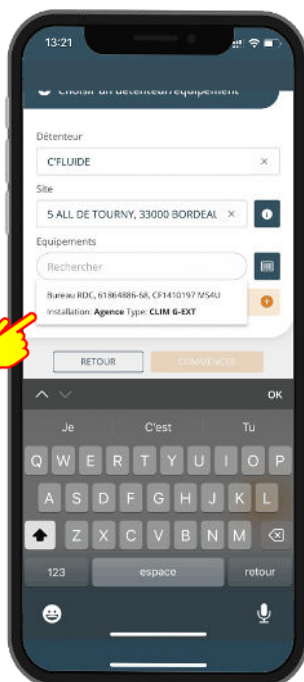 13:21
Choisir un détenteur/équipement
Détenteur
C'FLUIDE ×
Site
5 ALL DE TOURNY, 33000 BORDEAU ×
Equipements
Rechercher
Bureau RDC, 61864886-68, CF1410197 MS4U
Installation: Agence Type: CLIM G-EXT
RETOUR COMMENCER
OK
Je C'est Tu
Q W E R T Y U I O P
A S D F G H J K L
Z X C V B N M
123 espace retour